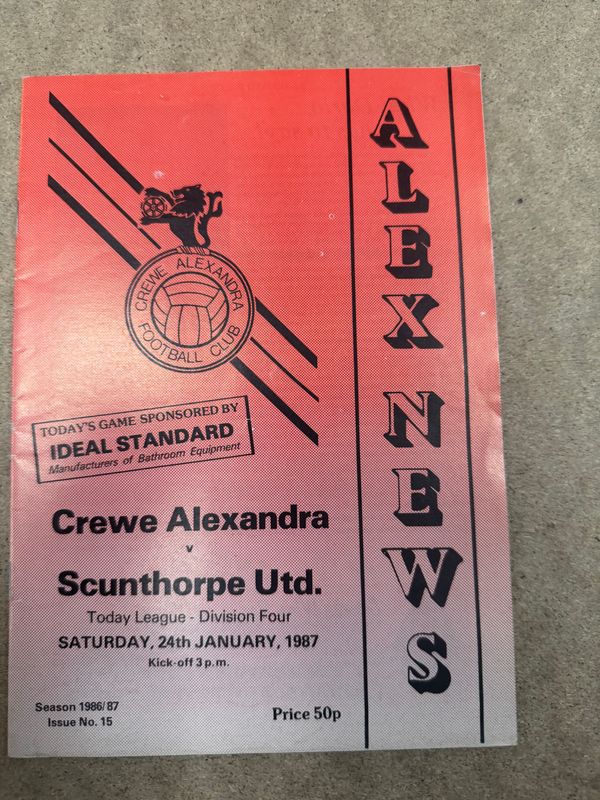 ALEX NEWS
CREWE ALEXANDRA
FOOTBALL CLUB
TODAY'S GAME SPONSORED BY
IDEAL STANDARD
Manufacturers of Bathroom Equipment
Crewe Alexandra
v
Scunthorpe Utd.
Today League - Division Four
SATURDAY, 24th JANUARY, 1987
Kick-off 3 p.m.
Season 1986/87
Issue No. 15
Price 50p